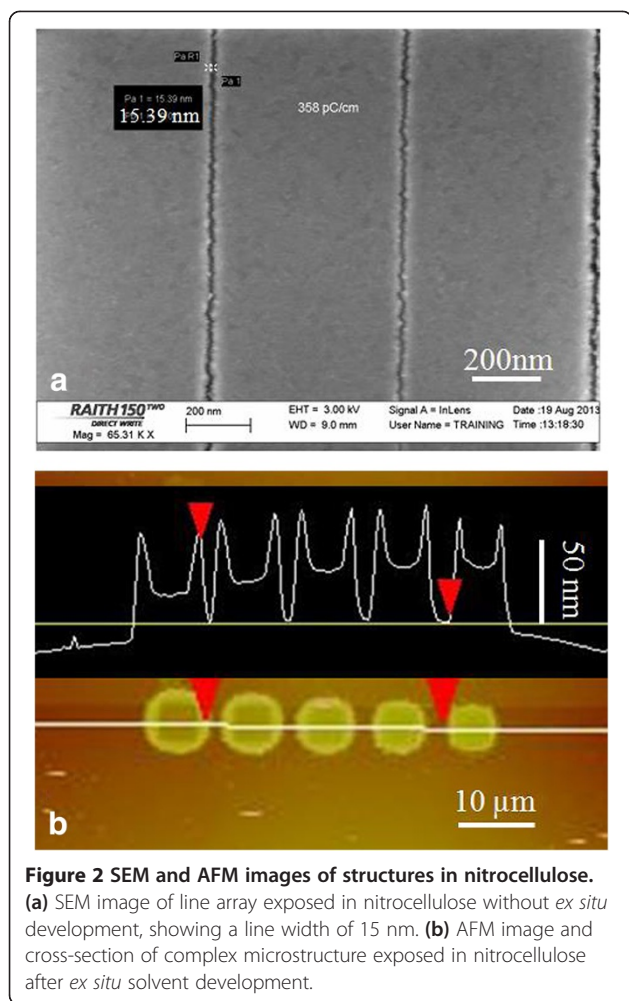 Pa R1
Pa 1
Pa 1 = 15.39 nm
15.39 nm
358 pC/cm
200nm
a
RAITH150 TWO
DIRECT WRITE
Mag = 65.31 K X
200 nm
EHT = 3.00 kV
WD = 9.0 mm
Signal A = InLens
User Name = TRAINING
Date :19 Aug 2013
Time :13:18:30
50 nm
10 µm
b
Figure 2 SEM and AFM images of structures in nitrocellulose.
(a) SEM image of line array exposed in nitrocellulose without ex situ
development, showing a line width of 15 nm. (b) AFM image and
cross-section of complex microstructure exposed in nitrocellulose
after ex situ solvent development.